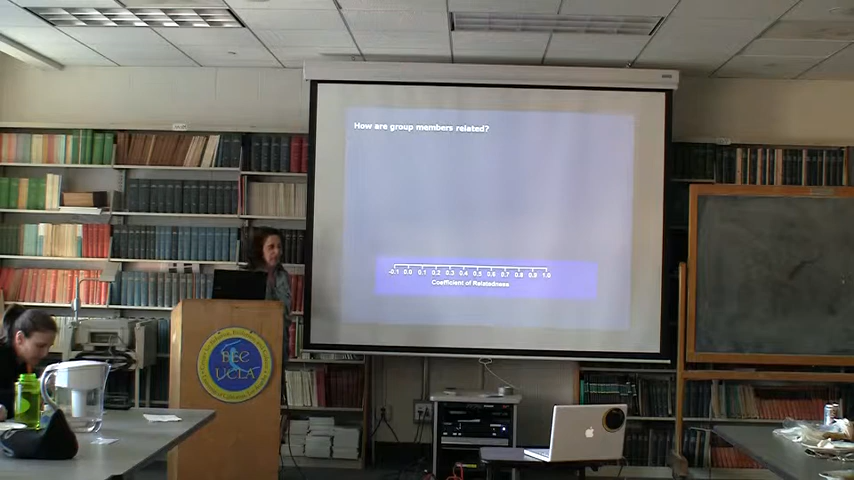 How are group members related?
-0.1 0.0 0.1 0.2 0.3 0.4 0.5 0.6 0.7 0.8 0.9 1.0
Coefficient of Relatedness
BEC
UCLA